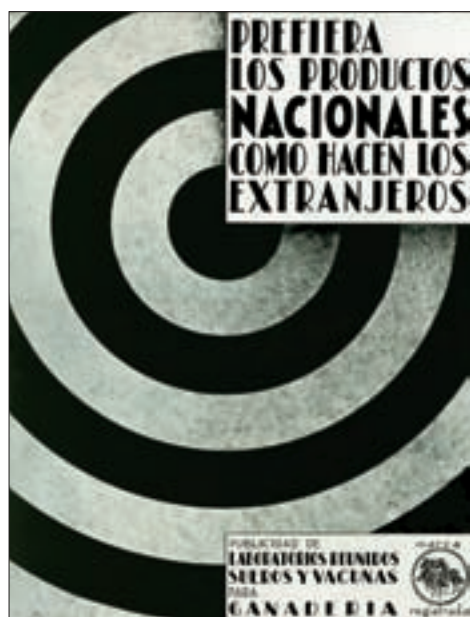 PREFIERA
LOS PRODUCTOS
NACIONALES
COMO HACEN LOS
EXTRANJEROS
PUBLICIDAD DE
LABORATORIOS REUNIDOS
SUEROS Y VACUNAS
PARA
GANADERIA
marca
registrada